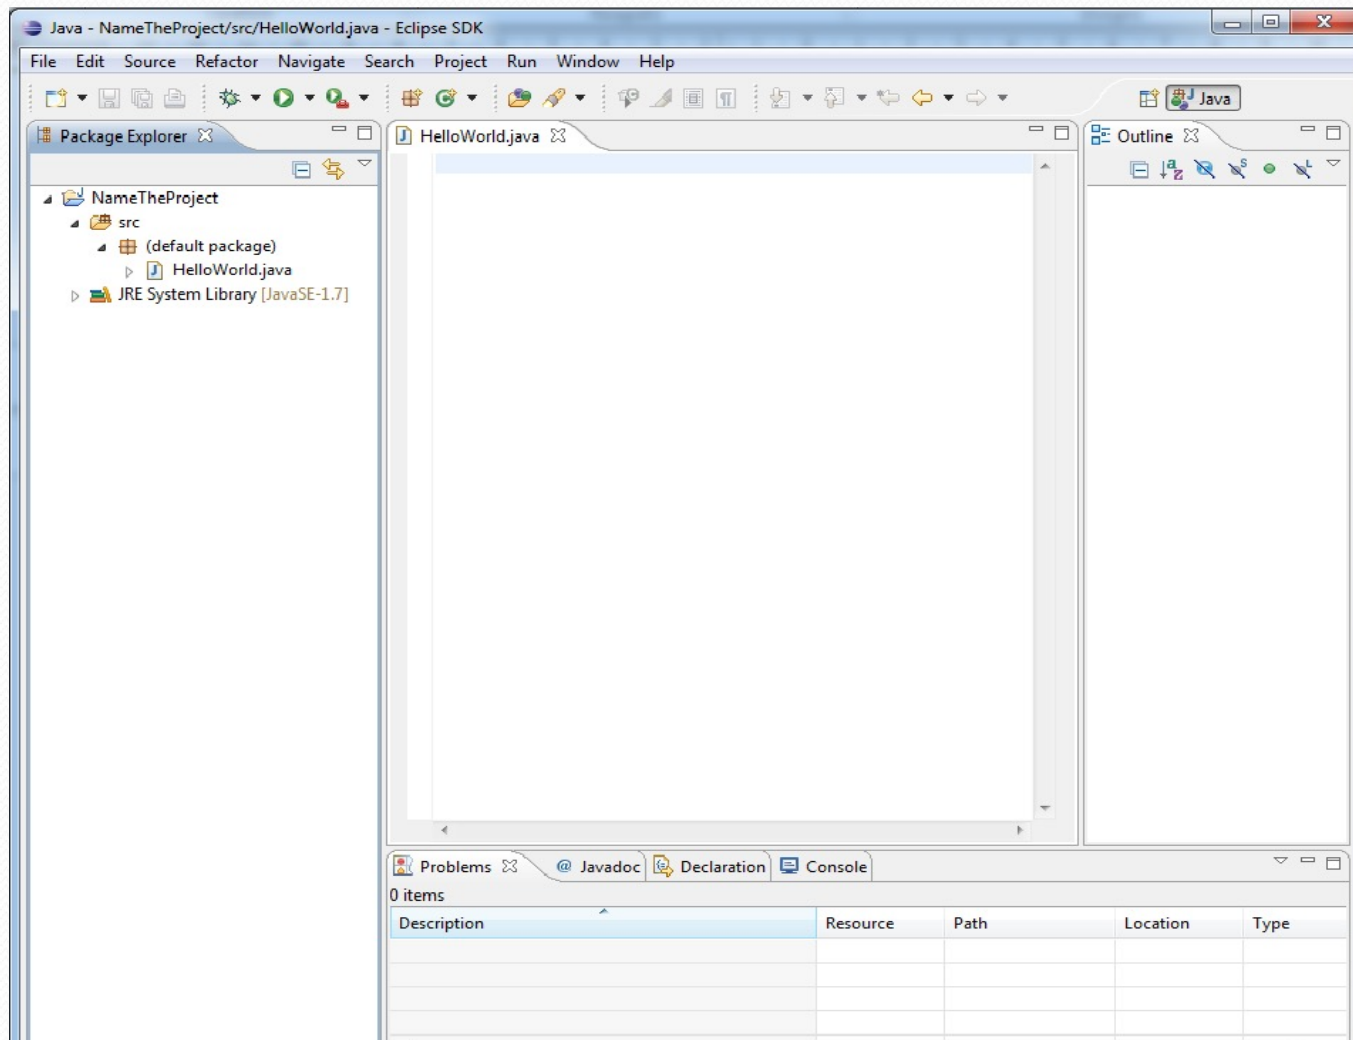 Java - NameTheProject/src/HelloWorld.java - Eclipse SDK
File Edit Source Refactor Navigate Search Project Run Window Help
Java
Package Explorer
NameTheProject
src
(default package)
HelloWorld.java
JRE System Library [JavaSE-1.7]
HelloWorld.java
Outline
Problems @ Javadoc Declaration Console
0 items
Description Resource Path Location Type